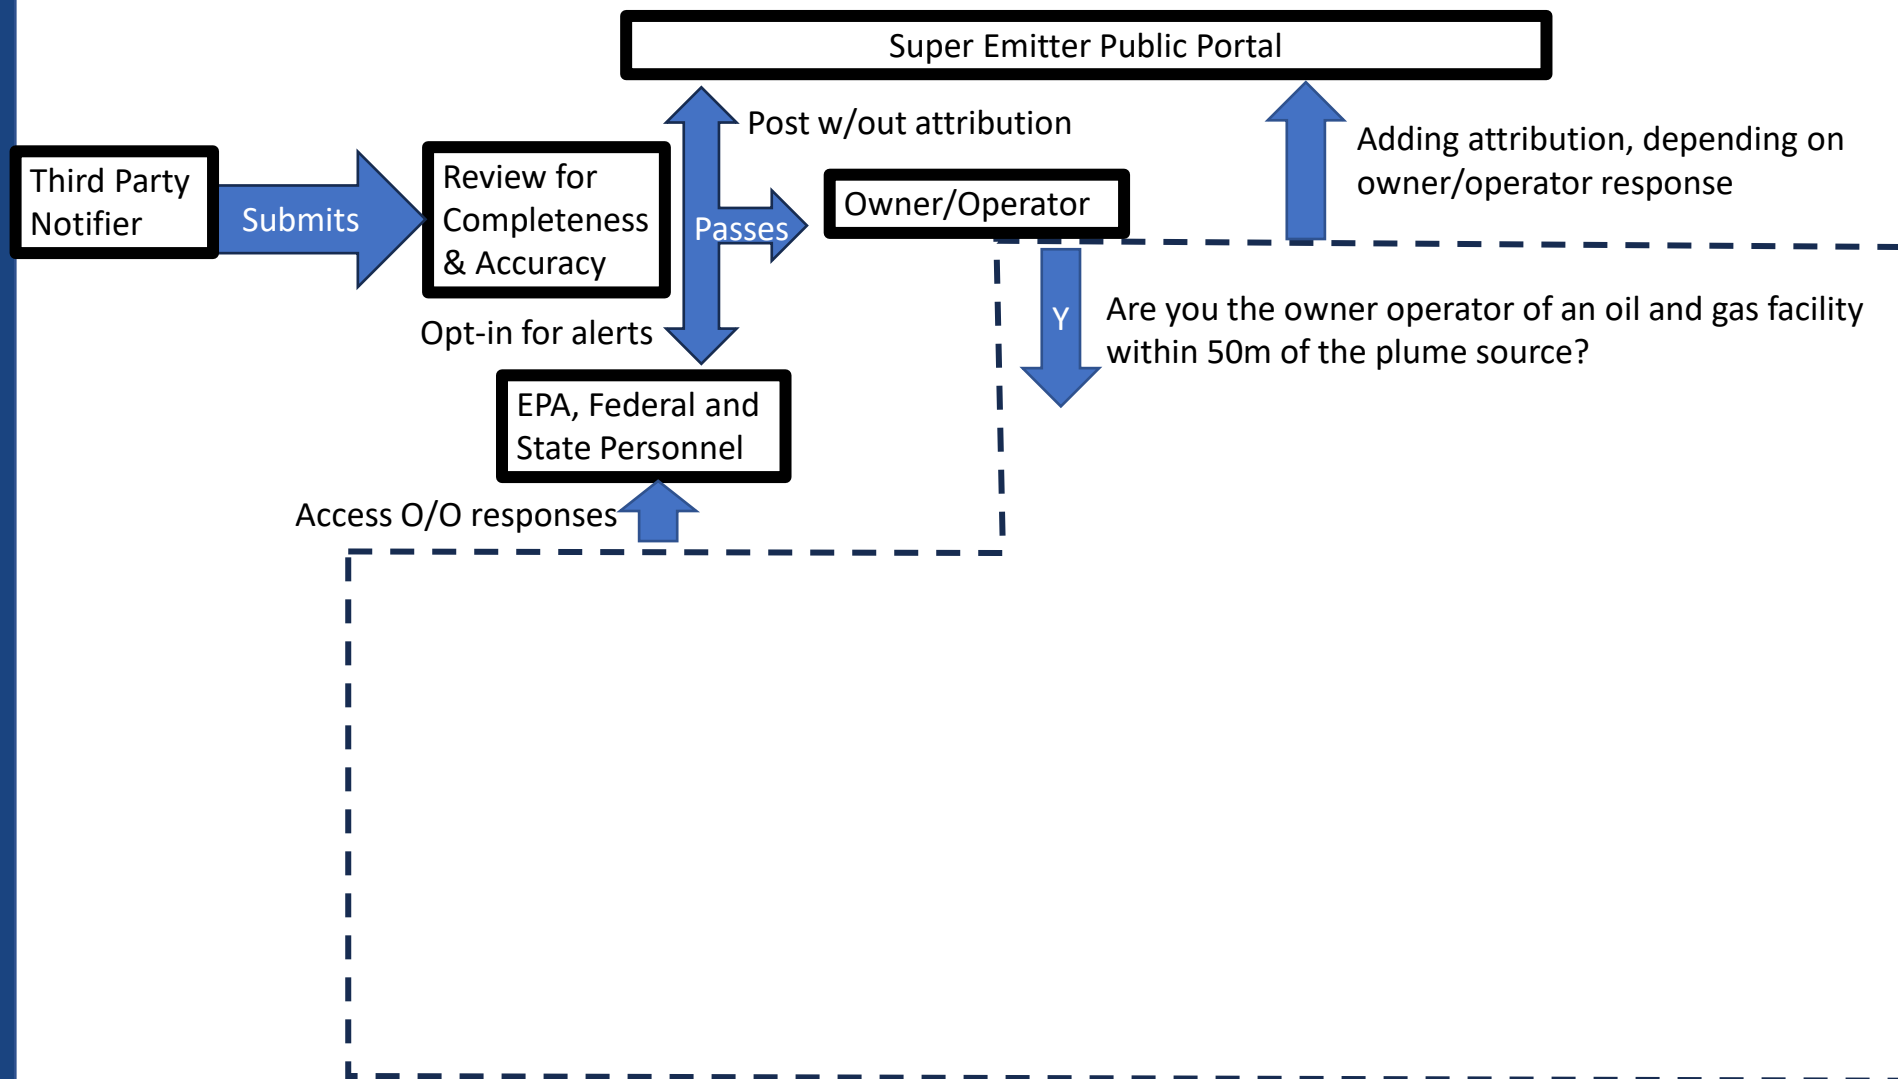 Super Emitter Public Portal
Post w/out attribution
Adding attribution, depending on
owner/operator response
Third Party
Notifier
Submits
Review for
Completeness
& Accuracy
Passes
Owner/Operator
Opt-in for alerts
Y
Are you the owner operator of an oil and gas facility
within 50m of the plume source?
EPA, Federal and
State Personnel
Access O/O responses